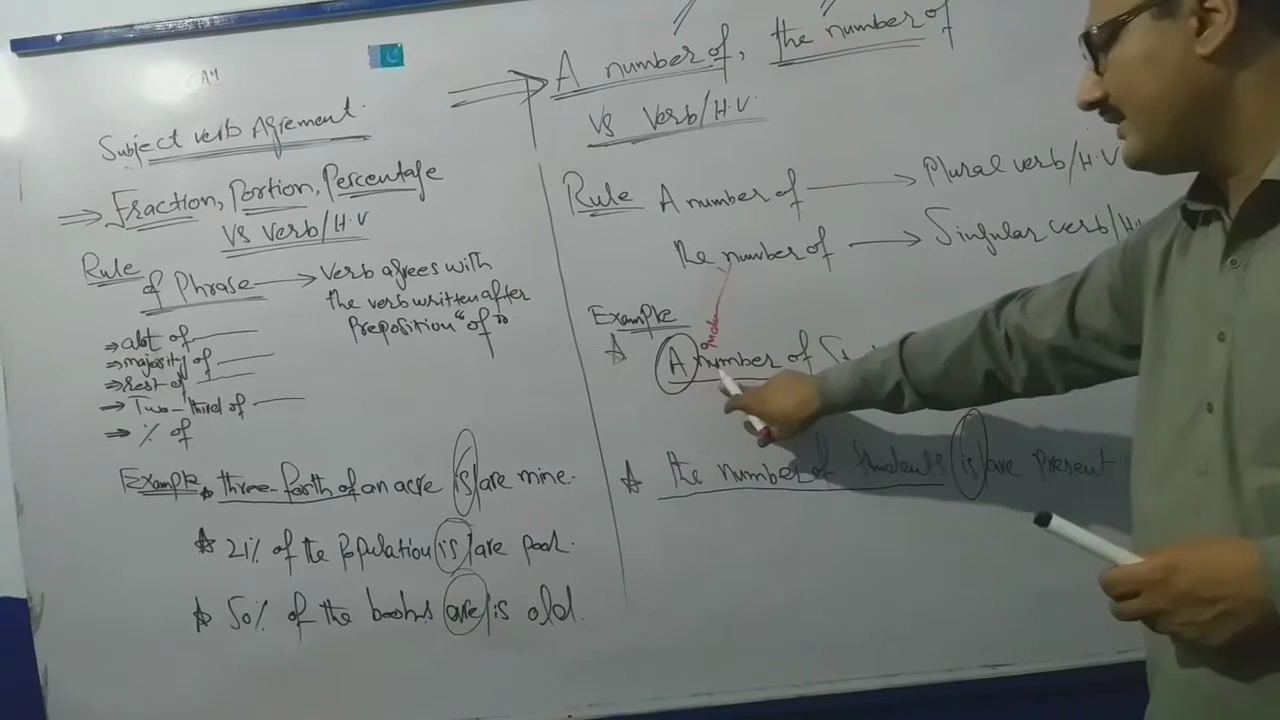 Subject verb Agrement
⇒ Fraction, Portion, Percentage
VS Verb/H.V
Rule
of Phrase → Verb agrees with
the verb written after
Preposition "of"
⇒ alot of
⇒ majority of
⇒ Rest of
→ Two-third of
→ % of
Example three-forth of an acre is/are mine.
☆ 21% of the population is/are poor.
☆ 50% of the books are/is old.
⇒ A number of, the number of
VS Verb/H.V.
Rule A number of → Plural verb/H.V
the number of → Singular verb/H.
Example
☆ A number of St
☆ the number of students is/are present